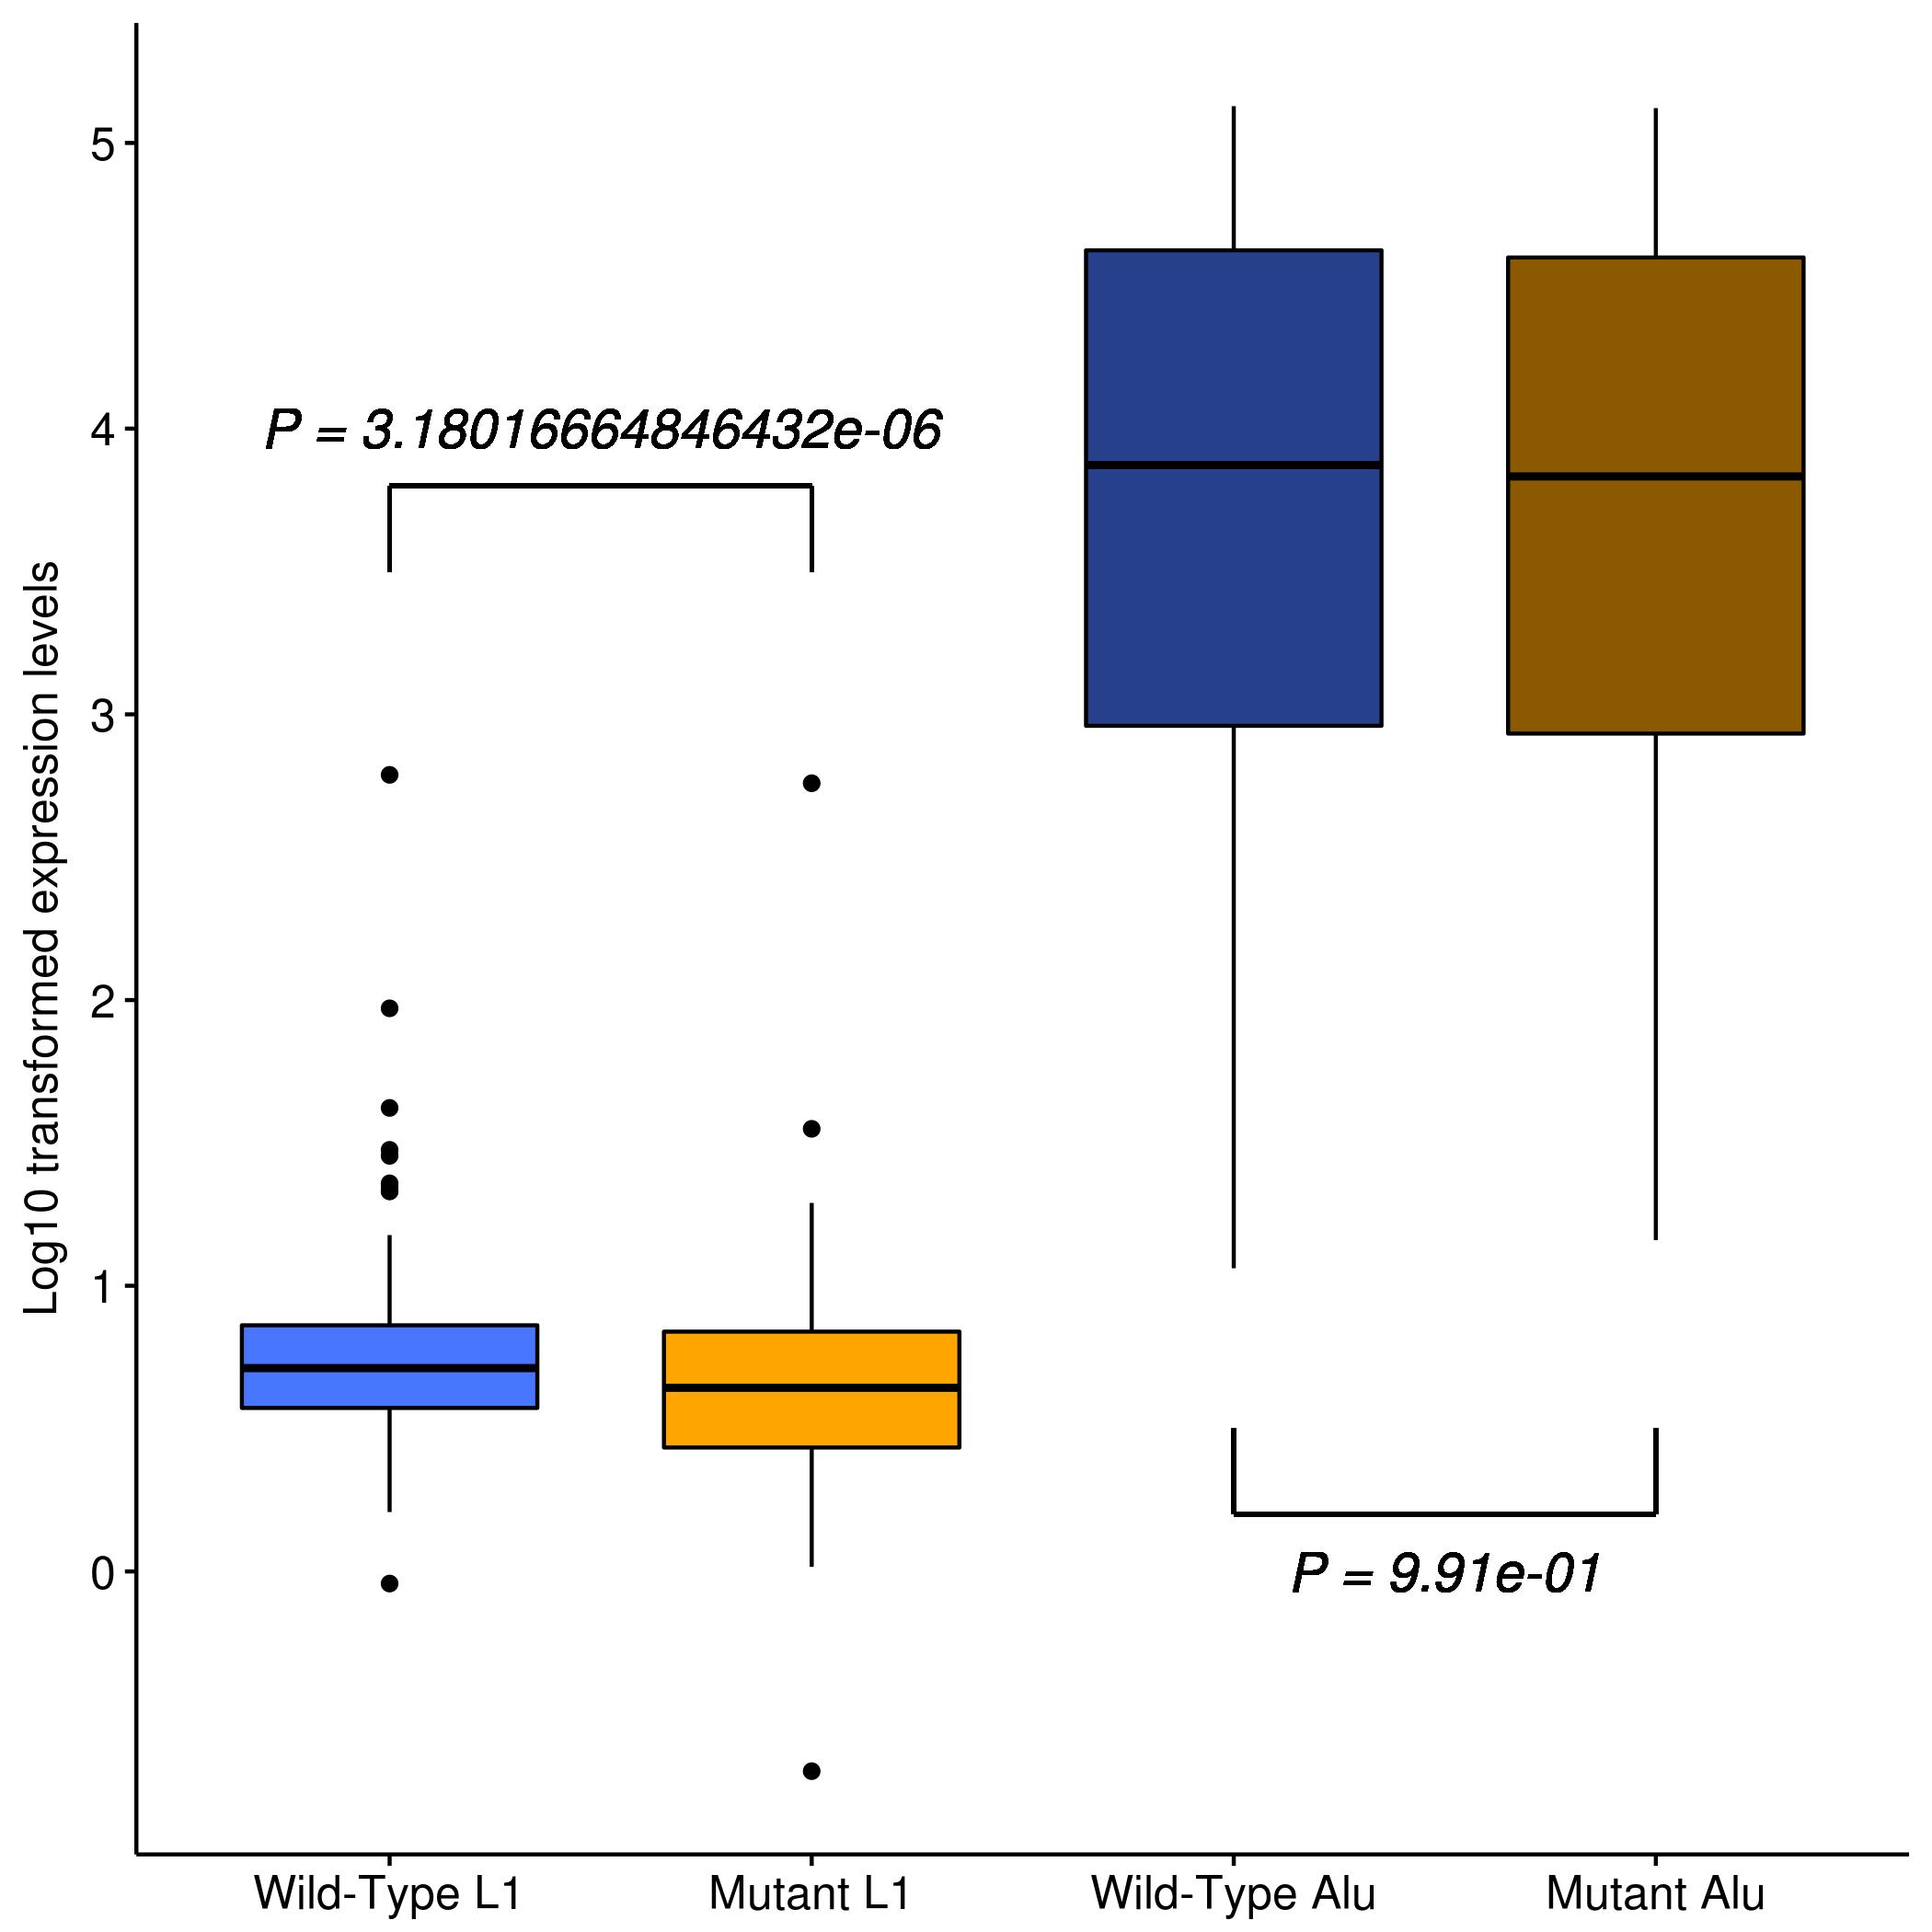 Log10 transformed expression levels
5
4
3
2
1
0
P = 3.18016664846432e-06
P = 9.91e-01
Wild-Type L1
Mutant L1
Wild-Type Alu
Mutant Alu